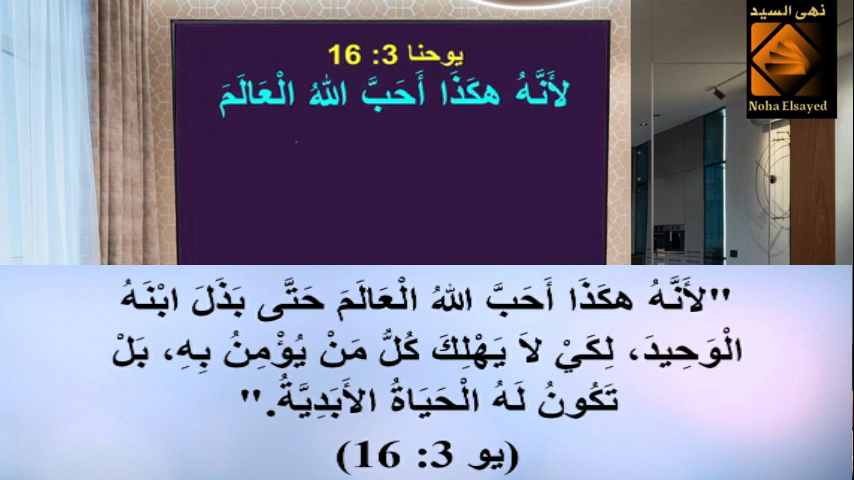 نهى السيد
Noha Elsayed
يوحنا 3: 16
لأَنَّهُ هكَذَا أَحَبَّ اللهُ الْعَالَمَ
"لأَنَّهُ هكَذَا أَحَبَّ اللهُ الْعَالَمَ حَتَّى بَذَلَ ابْنَهُ
الْوَحِيدَ، لِكَيْ لاَ يَهْلِكَ كُلُّ مَنْ يُؤْمِنُ بِهِ، بَلْ
تَكُونُ لَهُ الْحَيَاةُ الأَبَدِيَّةُ."
(يو 3: 16)